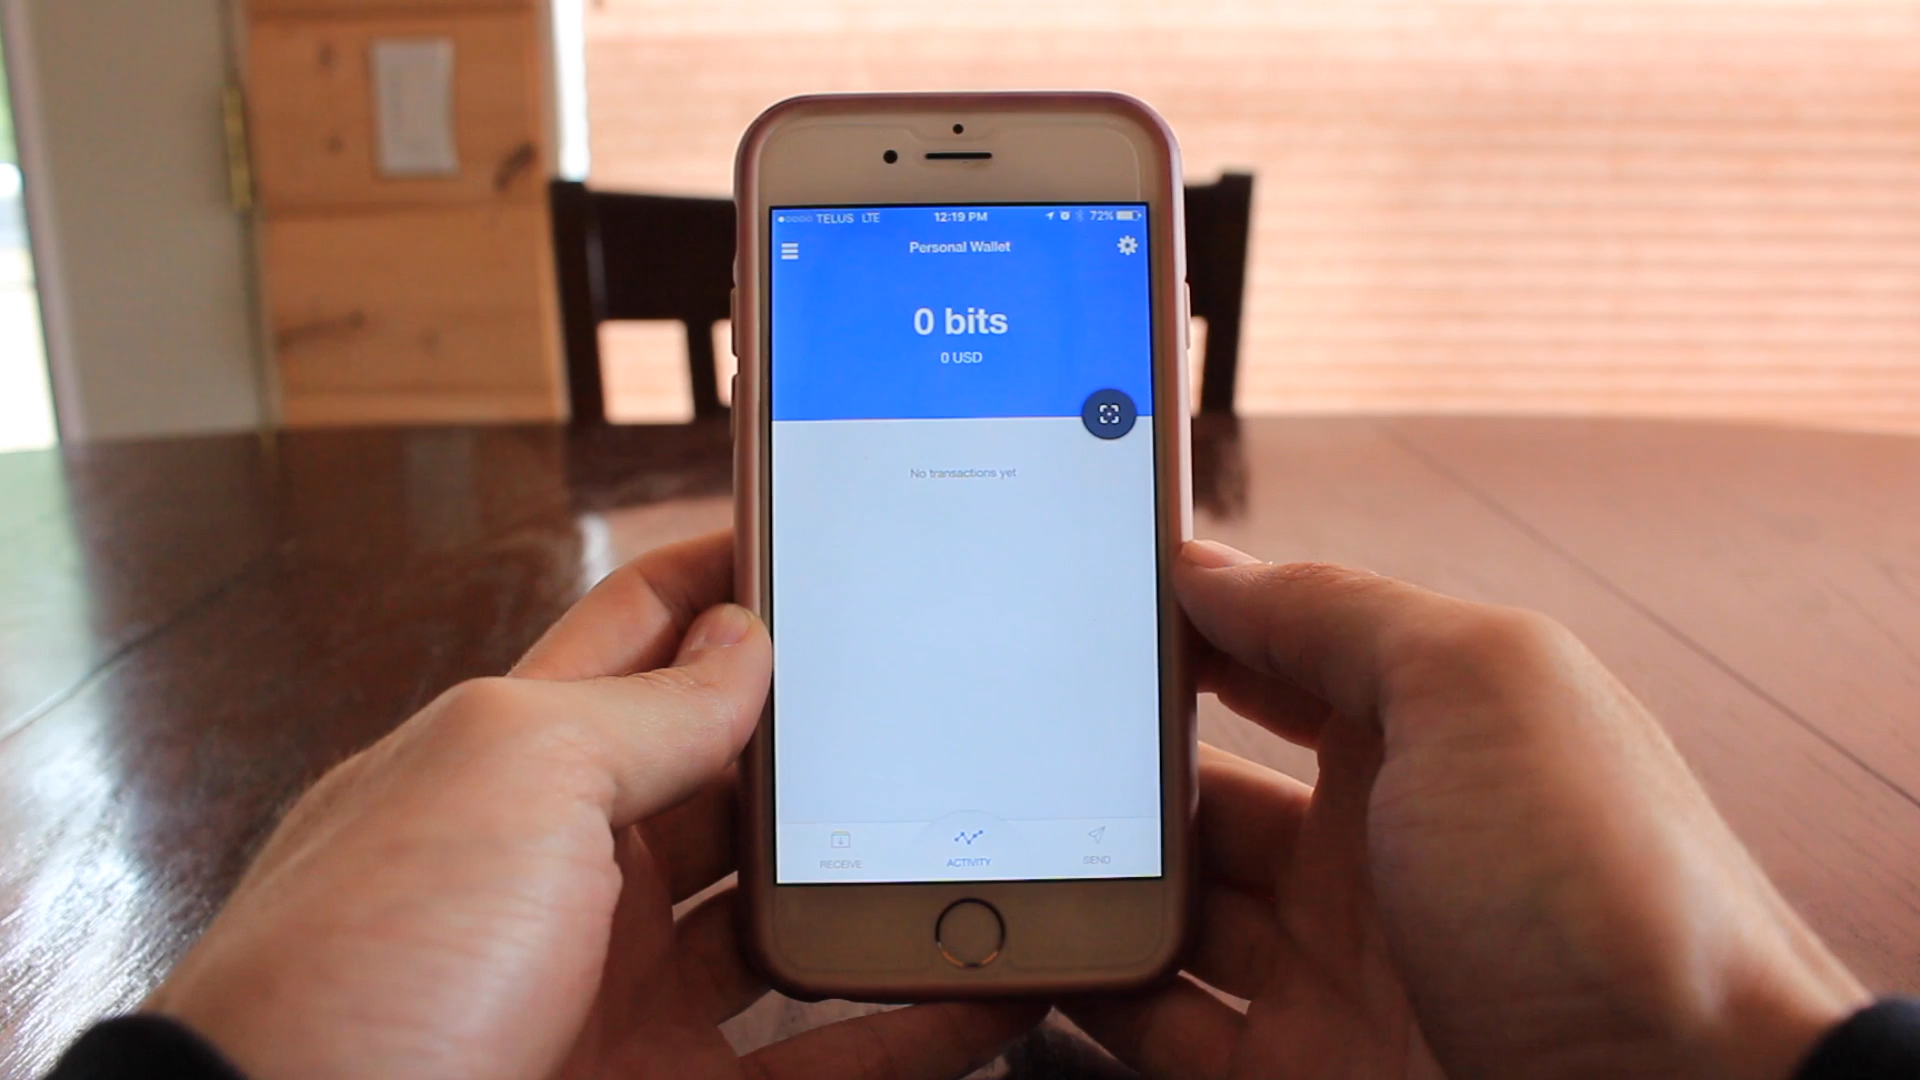 TELUS LTE 12:19 PM 72%
Personal Wallet
0 bits
0 USD
No transactions yet
RECEIVE ACTIVITY SEND